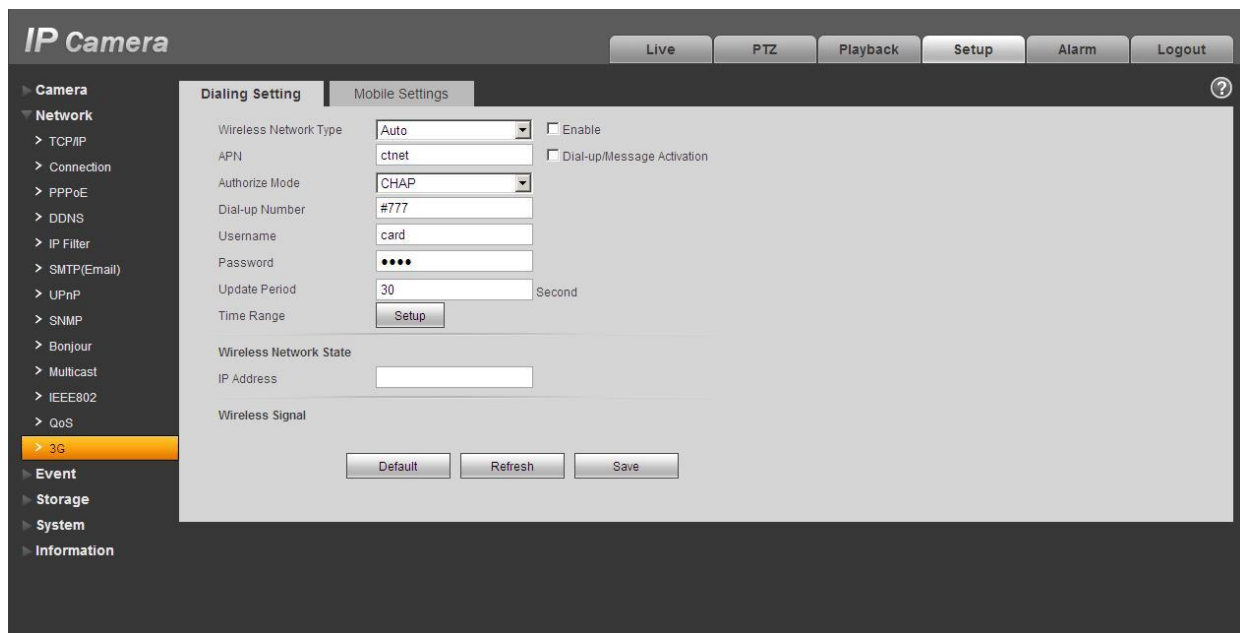 IP Camera
Live
PTZ
Playback
Setup
Alarm
Logout
Camera
Network
> TCP/IP
> Connection
> PPPoE
> DDNS
> IP Filter
> SMTP(Email)
> UPnP
> SNMP
> Bonjour
> Multicast
> IEEE802
> QoS
> 3G
Event
Storage
System
Information
Dialing Setting
Mobile Settings
?
Wireless Network Type Auto Enable
APN ctnet Dial-up/Message Activation
Authorize Mode CHAP
Dial-up Number #777
Username card
Password ●●●●
Update Period 30 Second
Time Range Setup
Wireless Network State
IP Address
Wireless Signal
Default Refresh Save